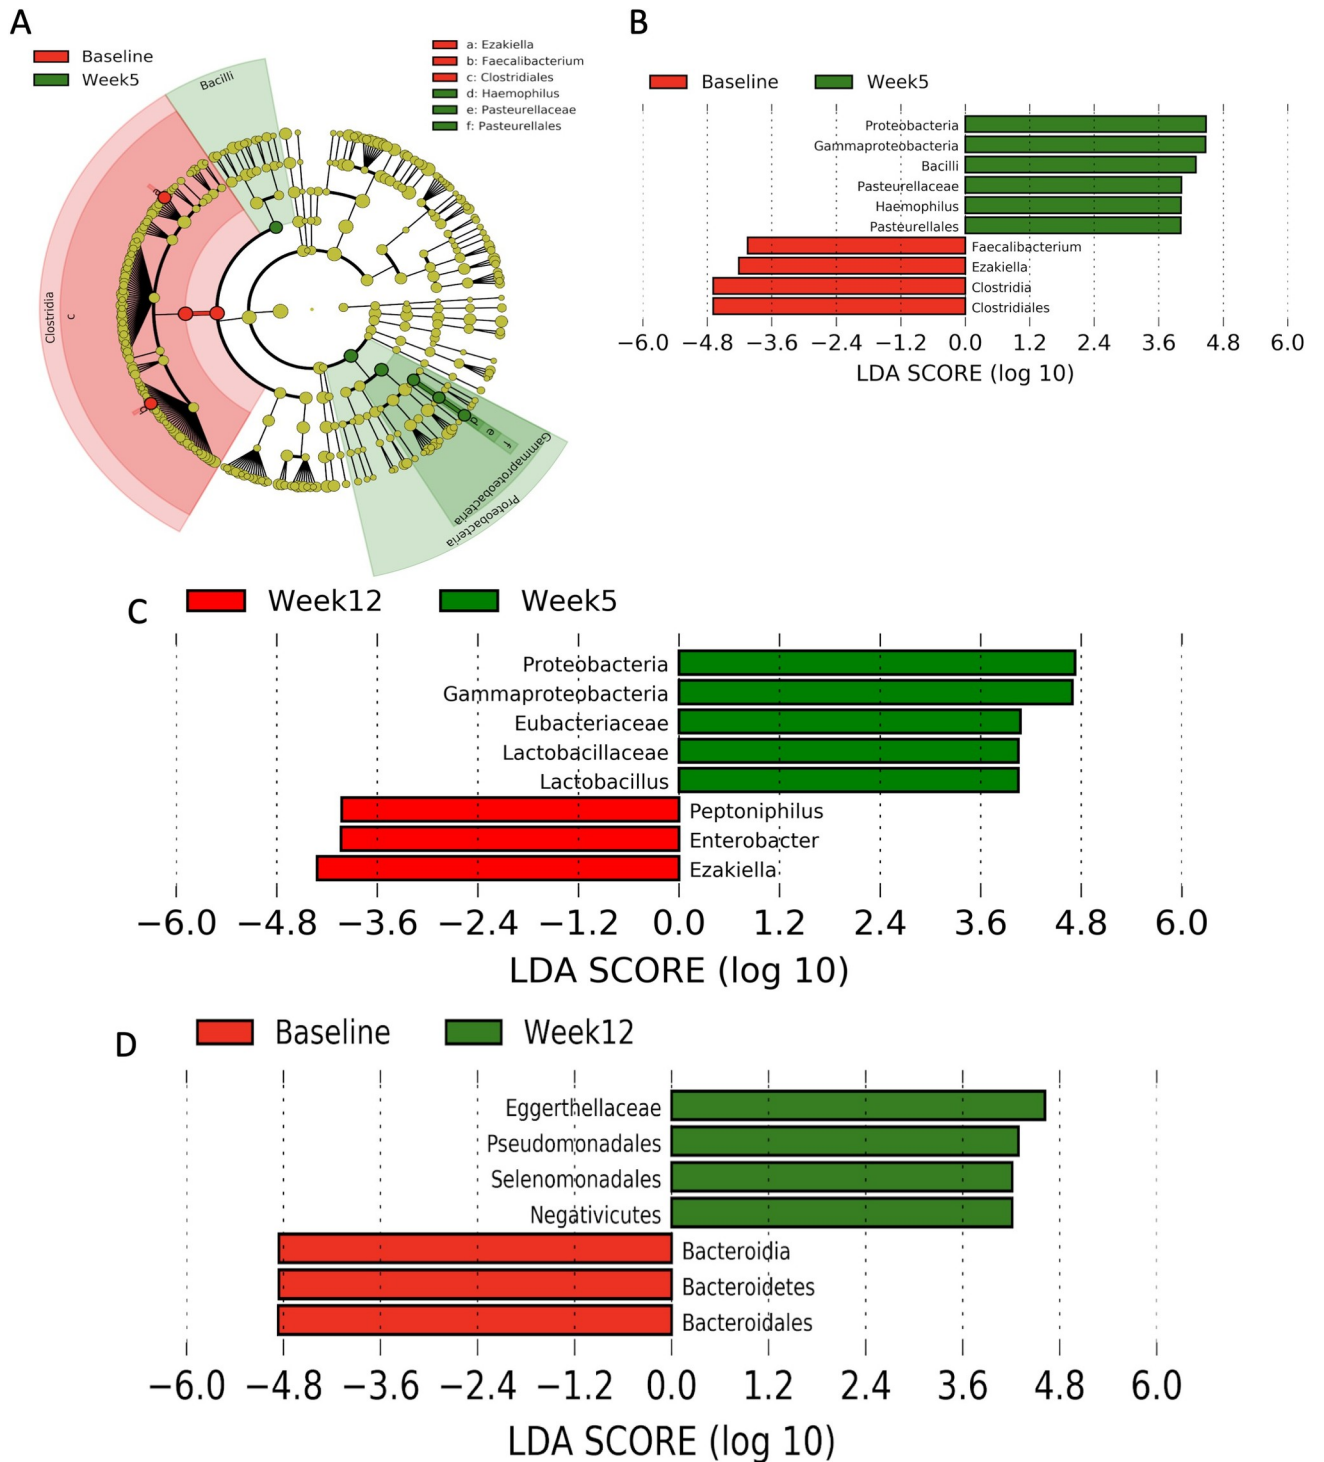 A
Baseline
Week5
a: Ezakiella
b: Faecalibacterium
c: Clostridiales
d: Haemophilus
e: Pasteurellaceae
f: Pasteurellales
Bacilli
Clostridia
c
a
b
d
e
f
Gammaproteobacteria
Proteobacteria
B
Baseline
Week5
Proteobacteria
Gammaproteobacteria
Bacilli
Pasteurellaceae
Haemophilus
Pasteurellales
Faecalibacterium
Ezakiella
Clostridia
Clostridiales
−6.0 −4.8 −3.6 −2.4 −1.2 0.0 1.2 2.4 3.6 4.8 6.0
LDA SCORE (log 10)
C
Week12
Week5
Proteobacteria
Gammaproteobacteria
Eubacteriaceae
Lactobacillaceae
Lactobacillus
Peptoniphilus
Enterobacter
Ezakiella
−6.0 −4.8 −3.6 −2.4 −1.2 0.0 1.2 2.4 3.6 4.8 6.0
LDA SCORE (log 10)
D
Baseline
Week12
Eggerthellaceae
Pseudomonadales
Selenomonadales
Negativicutes
Bacteroidia
Bacteroidetes
Bacteroidales
−6.0 −4.8 −3.6 −2.4 −1.2 0.0 1.2 2.4 3.6 4.8 6.0
LDA SCORE (log 10)